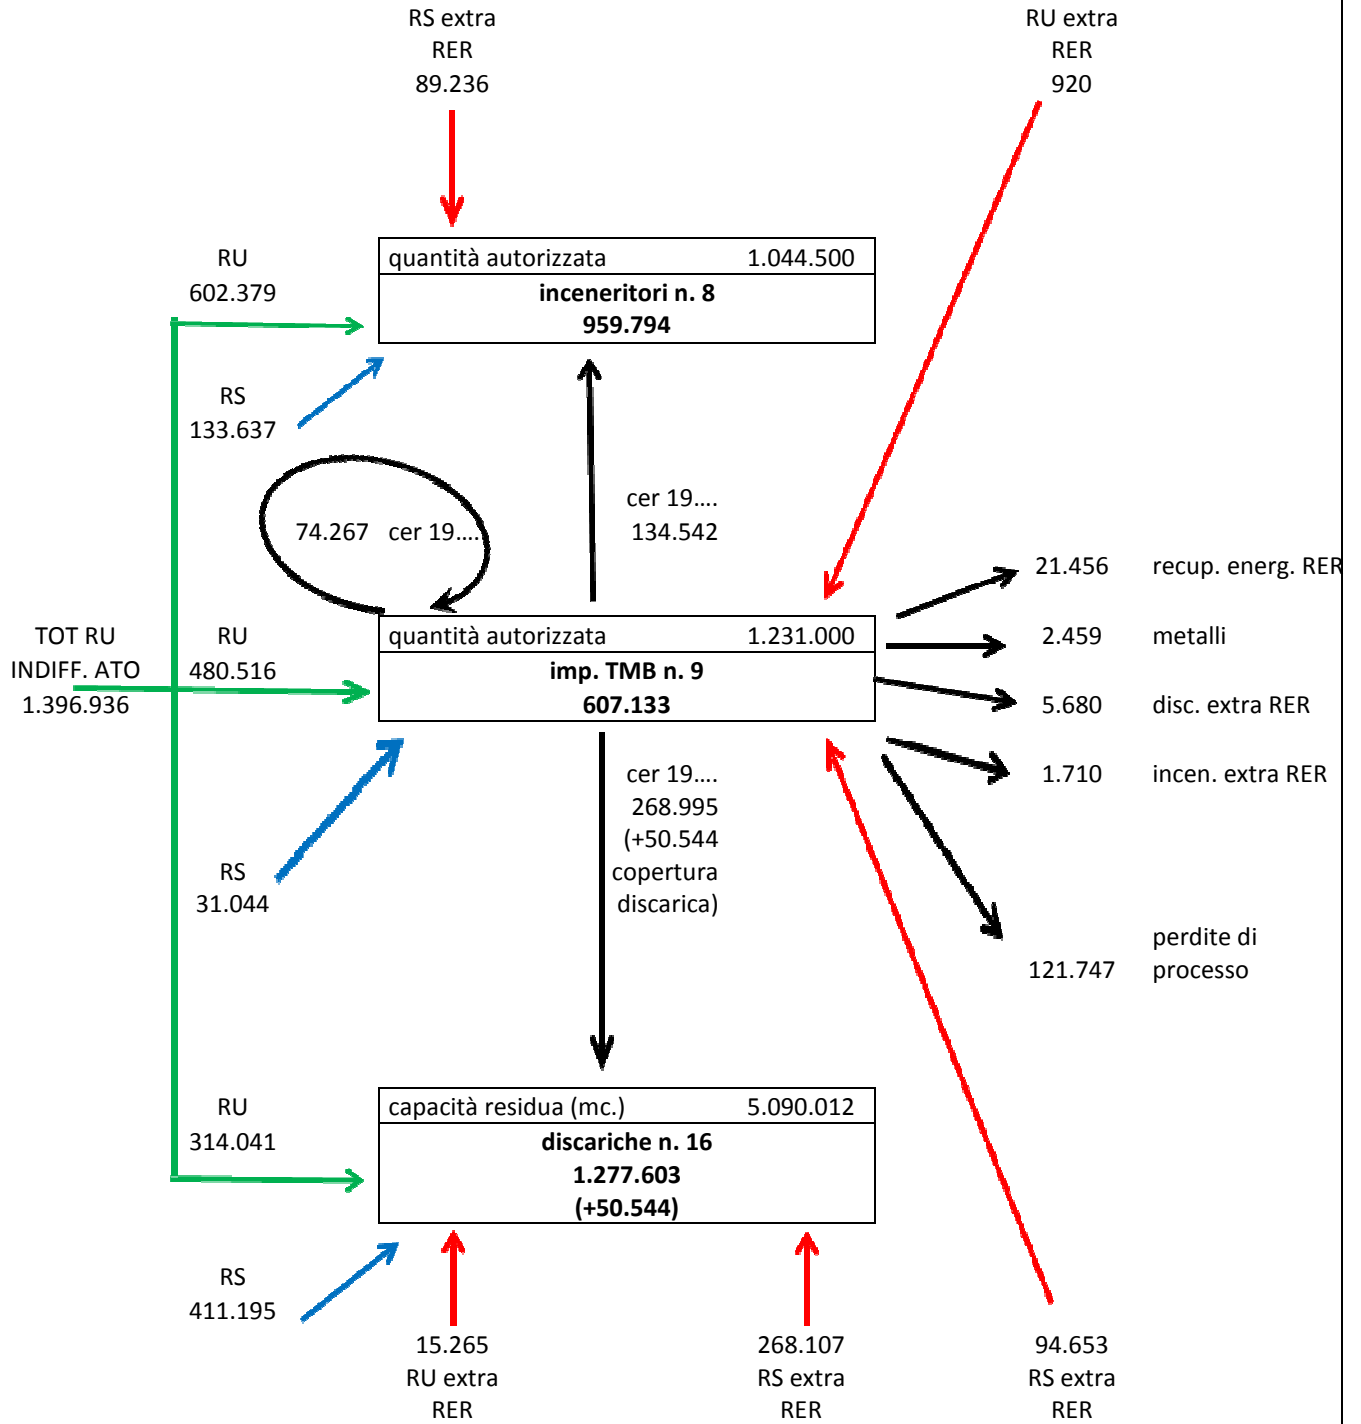 RS extra
RER
89.236
RU extra
RER
920
quantità autorizzata 1.044.500
inceneritori n. 8
959.794
RU
602.379
RS
133.637
74.267 cer 19....
cer 19....
134.542
21.456 recup. energ. RER
2.459 metalli
5.680 disc. extra RER
1.710 incen. extra RER
121.747 perdite di
processo
TOT RU
INDIFF. ATO
1.396.936
RU
480.516
quantità autorizzata 1.231.000
imp. TMB n. 9
607.133
RS
31.044
cer 19....
268.995
(+50.544
copertura
discarica)
RU
314.041
capacità residua (mc.) 5.090.012
discariche n. 16
1.277.603
(+50.544)
RS
411.195
15.265
RU extra
RER
268.107
RS extra
RER
94.653
RS extra
RER